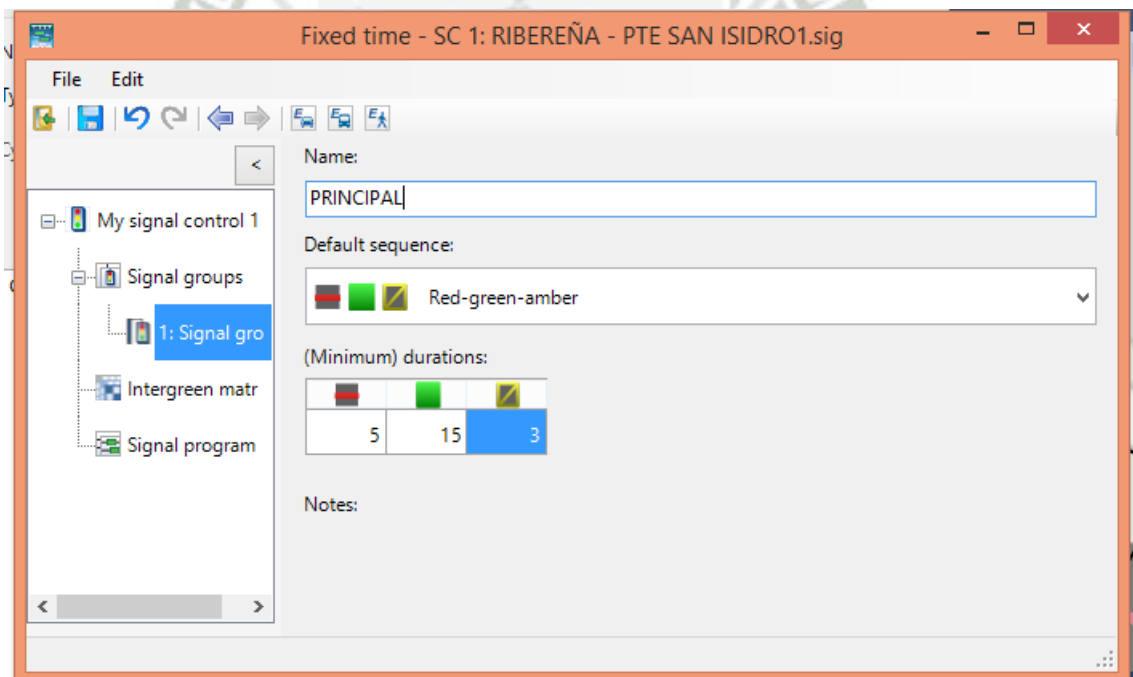 Fixed time - SC 1: RIBEREÑA - PTE SAN ISIDRO1.sig
File Edit
<
Name:
PRINCIPAL
My signal control 1
Default sequence:
Signal groups
Red-green-amber
1: Signal gro
(Minimum) durations:
Intergreen matr
5 15 3
Signal program
Notes: